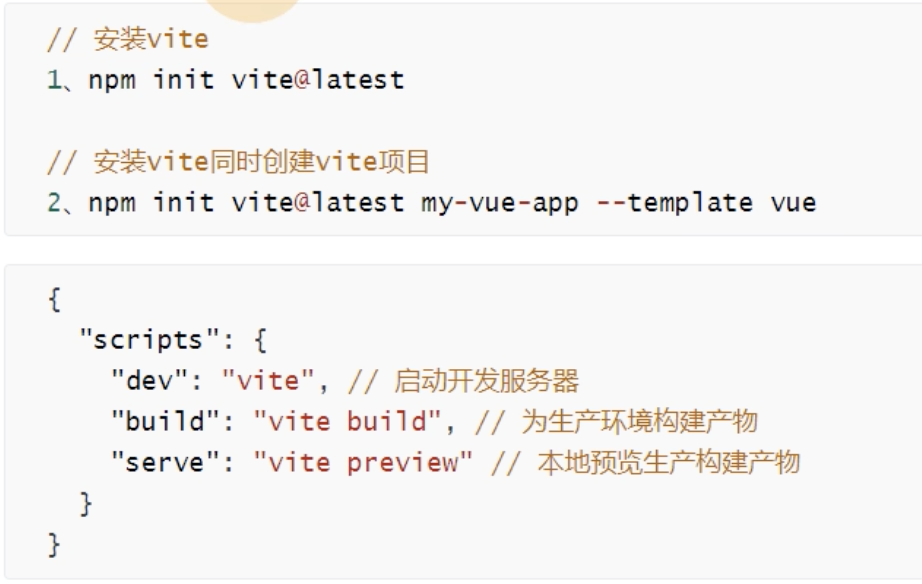 // 安装vite
1、npm init vite@latest
// 安装vite同时创建vite项目
2、npm init vite@latest my-vue-app --template vue
{
"scripts": {
"dev": "vite", // 启动开发服务器
"build": "vite build", // 为生产环境构建产物
"serve": "vite preview" // 本地预览生产构建产物
}
}